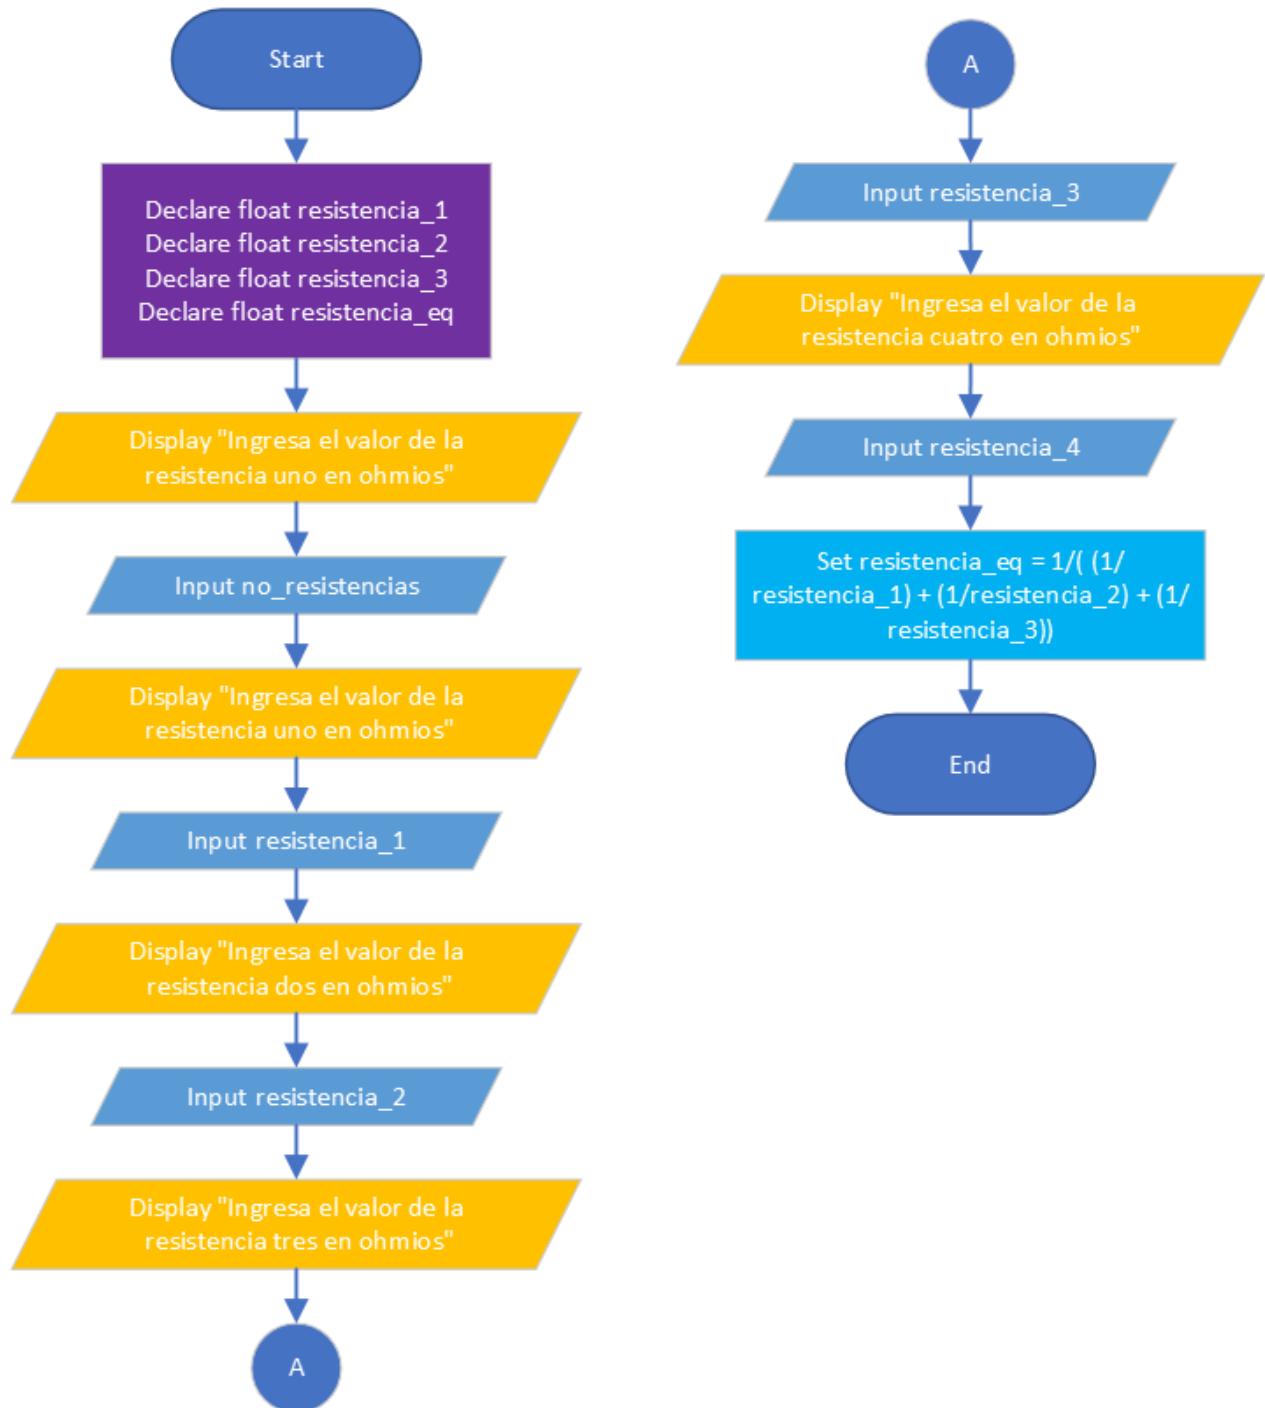 Start
Declare float resistencia_1
Declare float resistencia_2
Declare float resistencia_3
Declare float resistencia_eq
Display "Ingresa el valor de la
resistencia uno en ohmios"
Input no_resistencias
Display "Ingresa el valor de la
resistencia uno en ohmios"
Input resistencia_1
Display "Ingresa el valor de la
resistencia dos en ohmios"
Input resistencia_2
Display "Ingresa el valor de la
resistencia tres en ohmios"
A
A
Input resistencia_3
Display "Ingresa el valor de la
resistencia cuatro en ohmios"
Input resistencia_4
Set resistencia_eq = 1/( (1/
resistencia_1) + (1/resistencia_2) + (1/
resistencia_3))
End